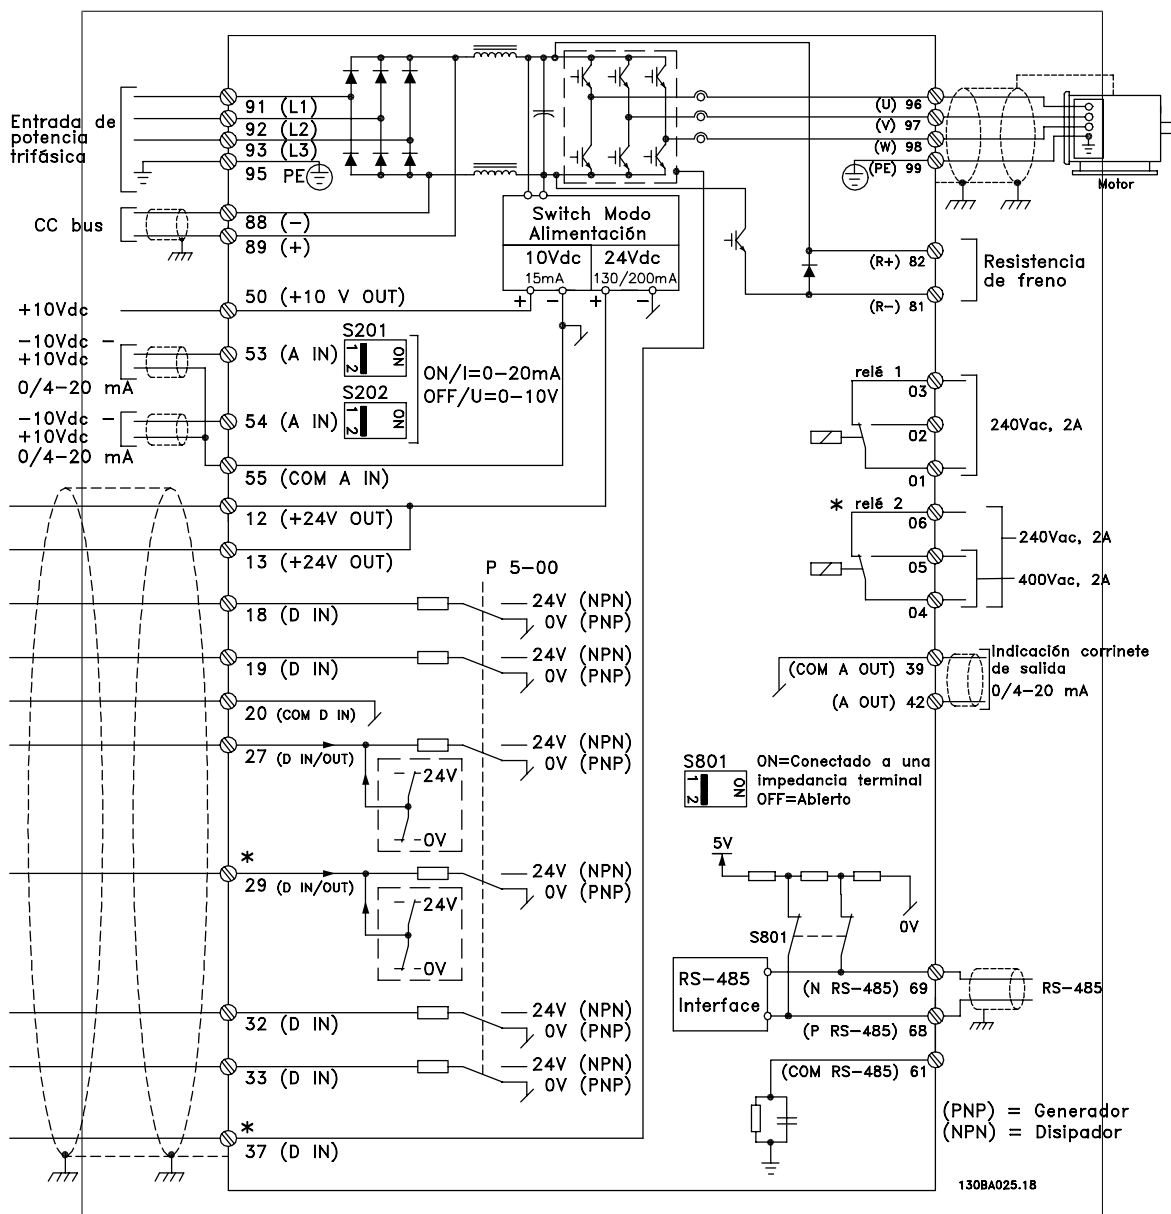 Entrada de
potencia
trifásica
91 (L1)
92 (L2)
93 (L3)
95 PE
CC bus
88 (−)
89 (+)
Switch Modo
Alimentación
10Vdc
15mA
24Vdc
130/200mA
+ − + −
(U) 96
(V) 97
(W) 98
(PE) 99
Motor
(R+) 82
(R−) 81
Resistencia
de freno
+10Vdc
50 (+10 V OUT)
−10Vdc −
+10Vdc
0/4−20 mA
53 (A IN)
S201
1 2
ON
−10Vdc −
+10Vdc
0/4−20 mA
54 (A IN)
S202
1 2
ON
ON/I=0−20mA
OFF/U=0−10V
55 (COM A IN)
12 (+24V OUT)
13 (+24V OUT)
relé 1
03
02
01
240Vac, 2A
* relé 2
06
05
04
240Vac, 2A
400Vac, 2A
P 5−00
18 (D IN)
24V (NPN)
0V (PNP)
19 (D IN)
24V (NPN)
0V (PNP)
20 (COM D IN)
27 (D IN/OUT)
24V (NPN)
0V (PNP)
24V
0V
*
29 (D IN/OUT)
24V (NPN)
0V (PNP)
24V
0V
32 (D IN)
24V (NPN)
0V (PNP)
33 (D IN)
24V (NPN)
0V (PNP)
*
37 (D IN)
(COM A OUT) 39
(A OUT) 42
Indicación corrinete
de salida
0/4−20 mA
S801
1 2
ON
ON=Conectado a una
impedancia terminal
OFF=Abierto
5V
0V
S801
RS−485
Interface
(N RS−485) 69
(P RS−485) 68
RS−485
(COM RS−485) 61
(PNP) = Generador
(NPN) = Disipador
130BA025.18